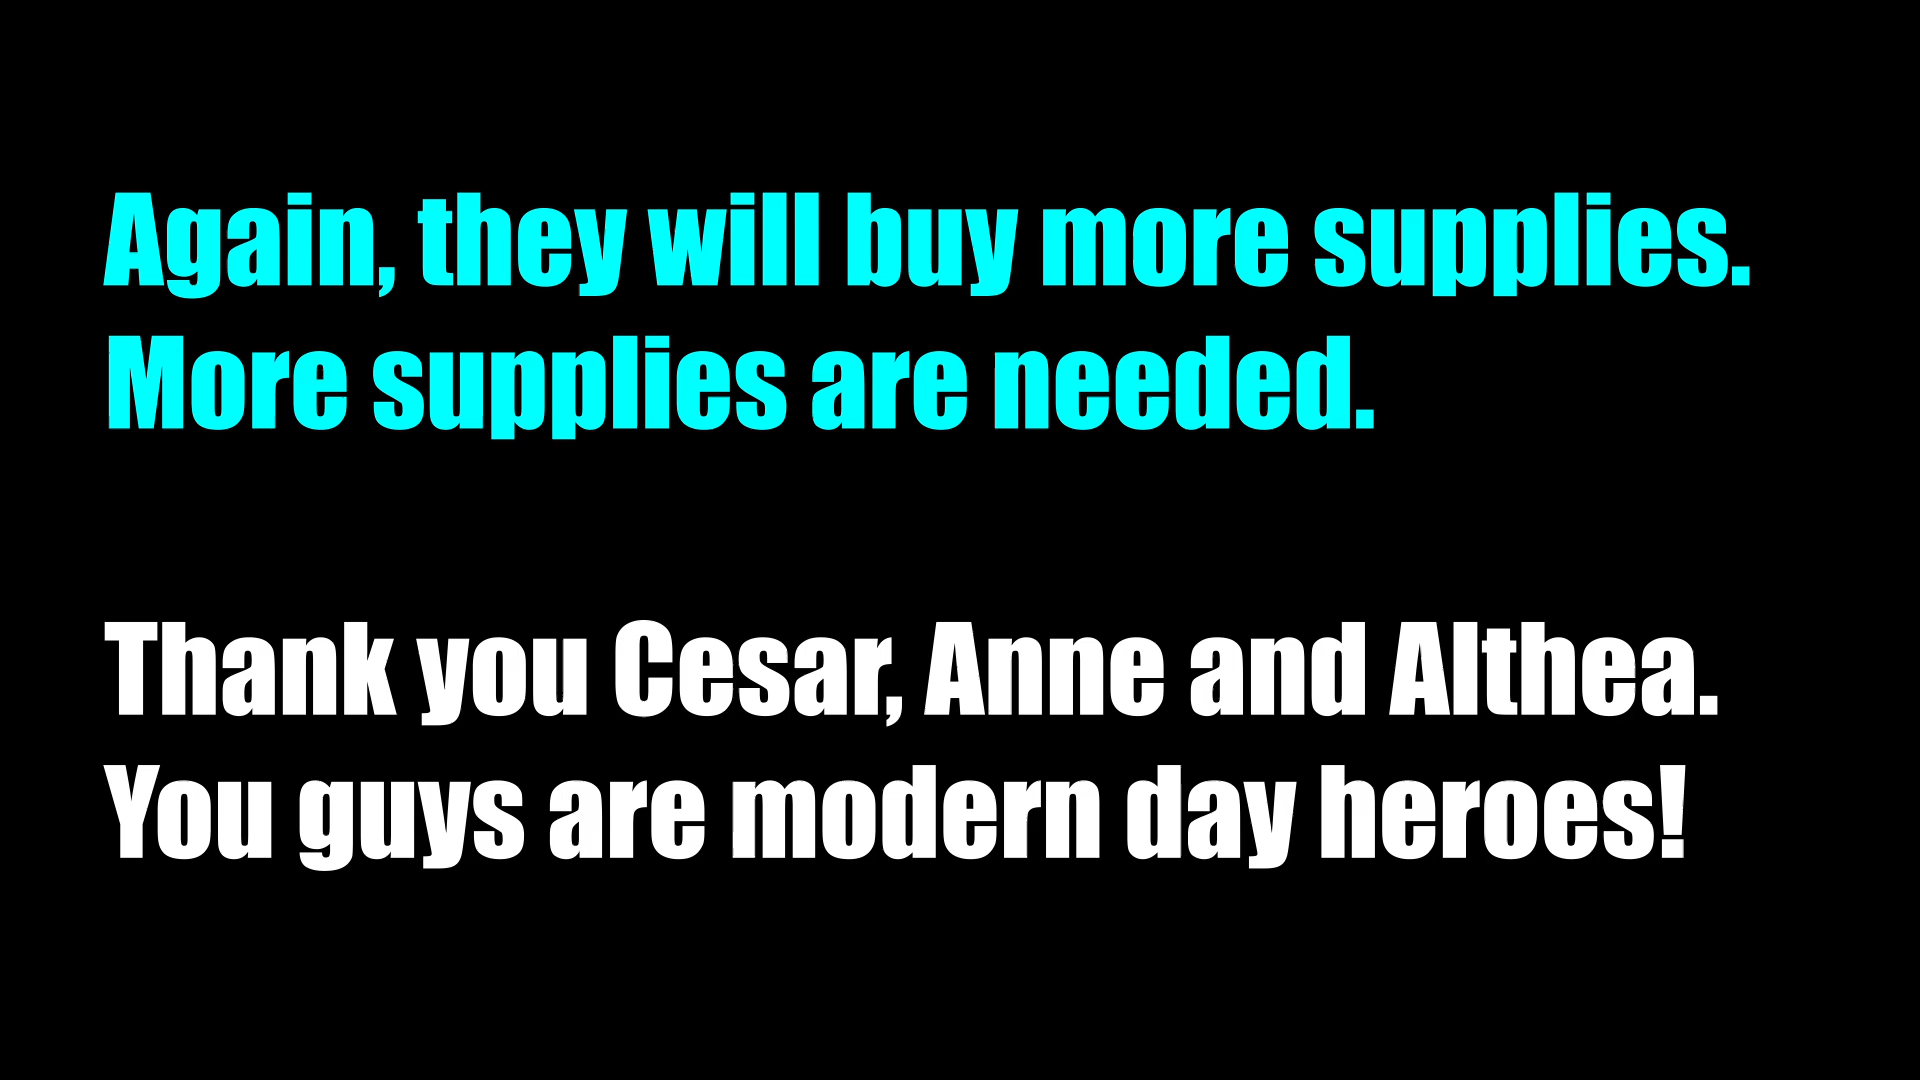 Again, they will buy more supplies.
More supplies are needed.
Thank you Cesar, Anne and Althea.
You guys are modern day heroes!